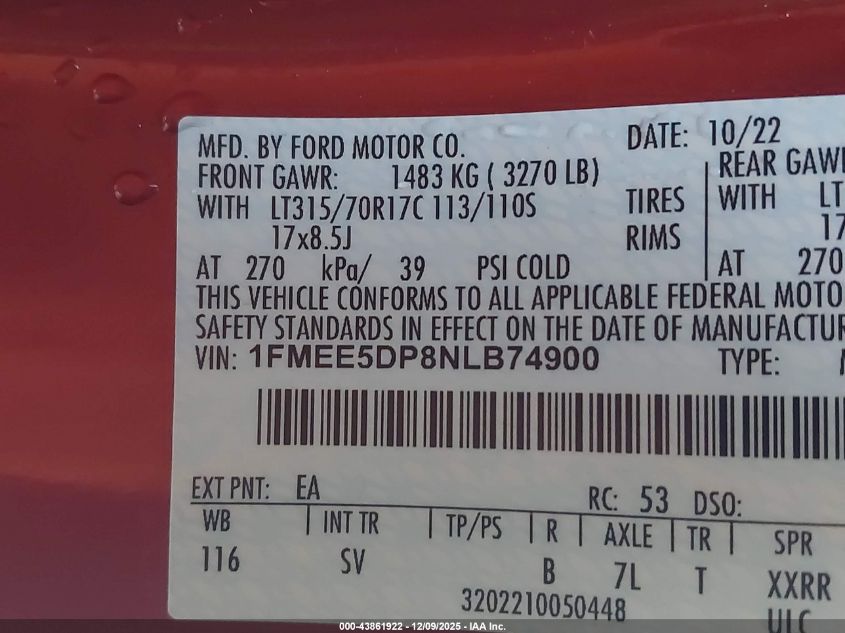 MFD. BY FORD MOTOR CO. DATE: 10/22
FRONT GAWR: 1483 KG ( 3270 LB) REAR GAWR
WITH LT315/70R17C 113/110S TIRES WITH LT
17x8.5J RIMS 17
AT 270 kPa/ 39 PSI COLD AT 270
THIS VEHICLE CONFORMS TO ALL APPLICABLE FEDERAL MOTO
SAFETY STANDARDS IN EFFECT ON THE DATE OF MANUFACTUR
VIN: 1FMEE5DP8NLB74900 TYPE:
EXT PNT: EA RC: 53 DSO:
WB INT TR TP/PS R AXLE TR SPR
116 SV B 7L T XXRR
3202210050448 UIC
000-43861922 - 12/09/2025 - IAA Inc.